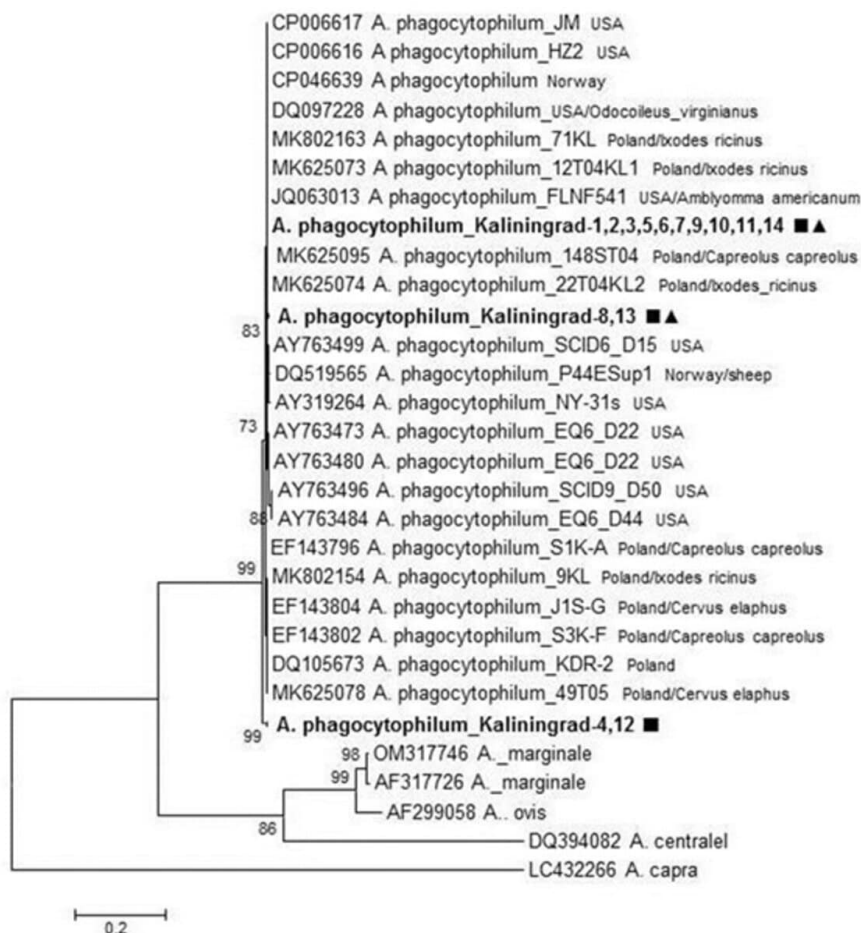 CP006617 A. phagocytophilum_JM USA
CP006616 A. phagocytophilum_HZ2 USA
CP046639 A phagocytophilum Norway
DQ097228 A phagocytophilum_USA/Odocoileus_virginianus
MK802163 A phagocytophilum_71KL Poland/Ixodes ricinus
MK625073 A phagocytophilum_12T04KL1 Poland/Ixodes ricinus
JQ063013 A phagocytophilum_FLNF541 USA/Amblyomma americanum
A. phagocytophilum_Kaliningrad-1,2,3,5,6,7,9,10,11,14 ■▲
MK625095 A. phagocytophilum_148ST04 Poland/Capreolus capreolus
MK625074 A. phagocytophilum_22T04KL2 Poland/Ixodes_ricinus
A. phagocytophilum_Kaliningrad-8,13 ■▲
83
AY763499 A. phagocytophilum_SCID6_D15 USA
DQ519565 A. phagocytophilum_P44ESup1 Norway/sheep
AY319264 A. phagocytophilum_NY-31s USA
73
AY763473 A. phagocytophilum_EQ6_D22 USA
AY763480 A. phagocytophilum_EQ6_D22 USA
AY763496 A. phagocytophilum_SCID9_D50 USA
88
AY763484 A. phagocytophilum_EQ6_D44 USA
EF143796 A. phagocytophilum_S1K-A Poland/Capreolus capreolus
99
MK802154 A. phagocytophilum_9KL Poland/Ixodes ricinus
EF143804 A. phagocytophilum_J1S-G Poland/Cervus elaphus
EF143802 A. phagocytophilum_S3K-F Poland/Capreolus capreolus
DQ105673 A. phagocytophilum_KDR-2 Poland
MK625078 A. phagocytophilum_49T05 Poland/Cervus elaphus
A. phagocytophilum_Kaliningrad-4,12 ■
99
98
OM317746 A._marginale
99
AF317726 A._marginale
AF299058 A.. ovis
86
DQ394082 A. centralel
LC432266 A. capra
0.2